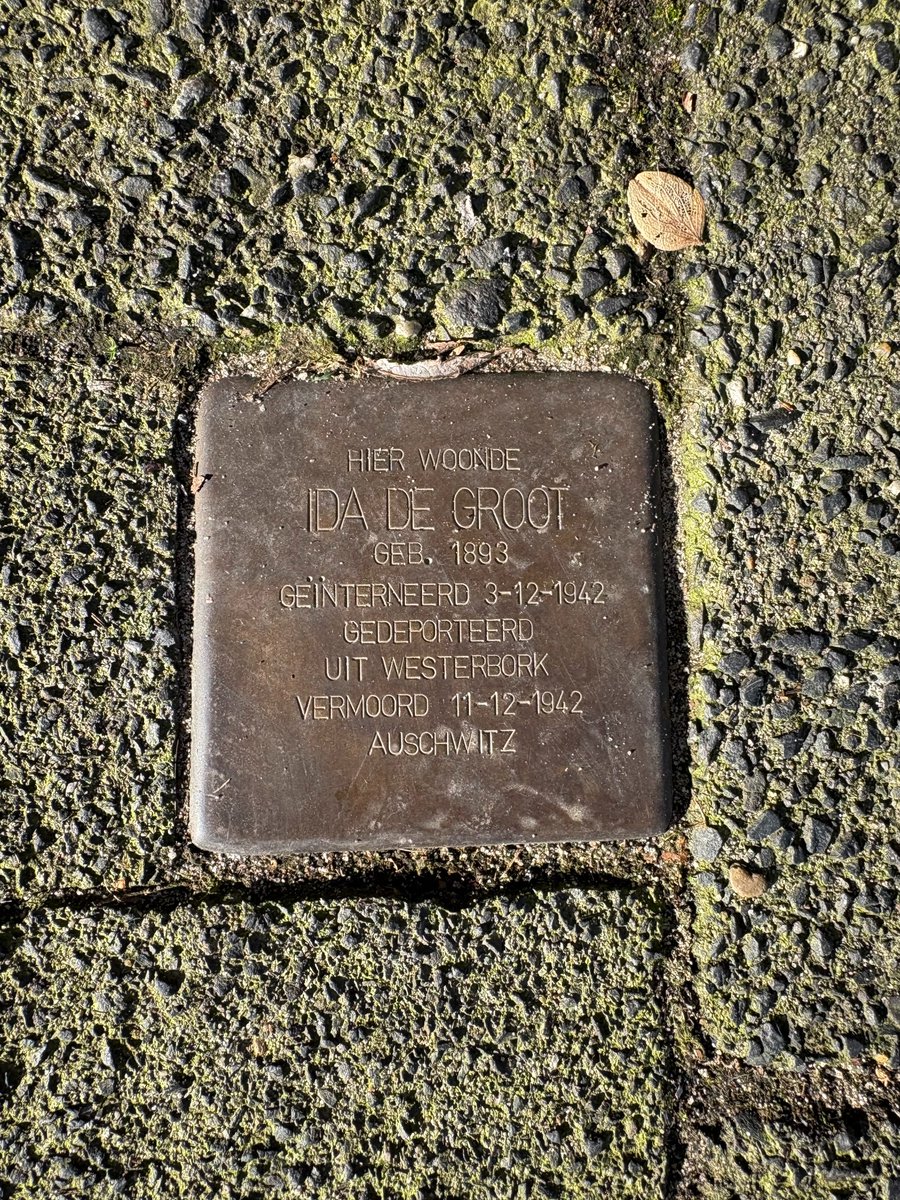 HIER WOONDE
IDA DE GROOT
GEB. 1893
GEÏNTERNEERD 3-12-1942
GEDEPORTEERD
UIT WESTERBORK
VERMOORD 11-12-1942
AUSCHWITZ